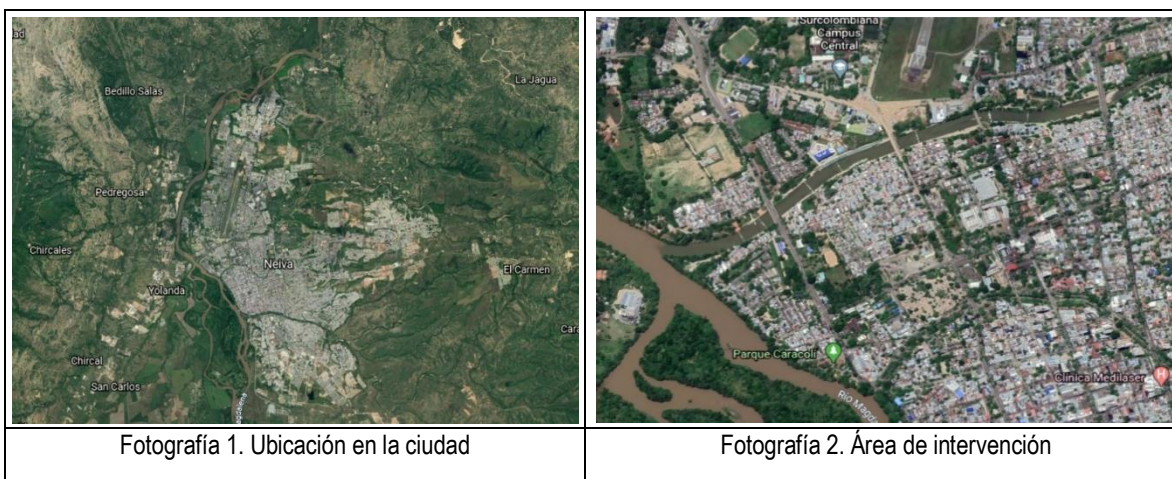 ad
La Jagua
Bedillo Salas
Pedregosa
Chircales
Neiva
El Carmen
Yolanda
Chircal
San Carlos
Surcolombiana
Campus
Central
Parque Caracolí
Clínica Medilaser
Fotografía 1. Ubicación en la ciudad
Fotografía 2. Área de intervención